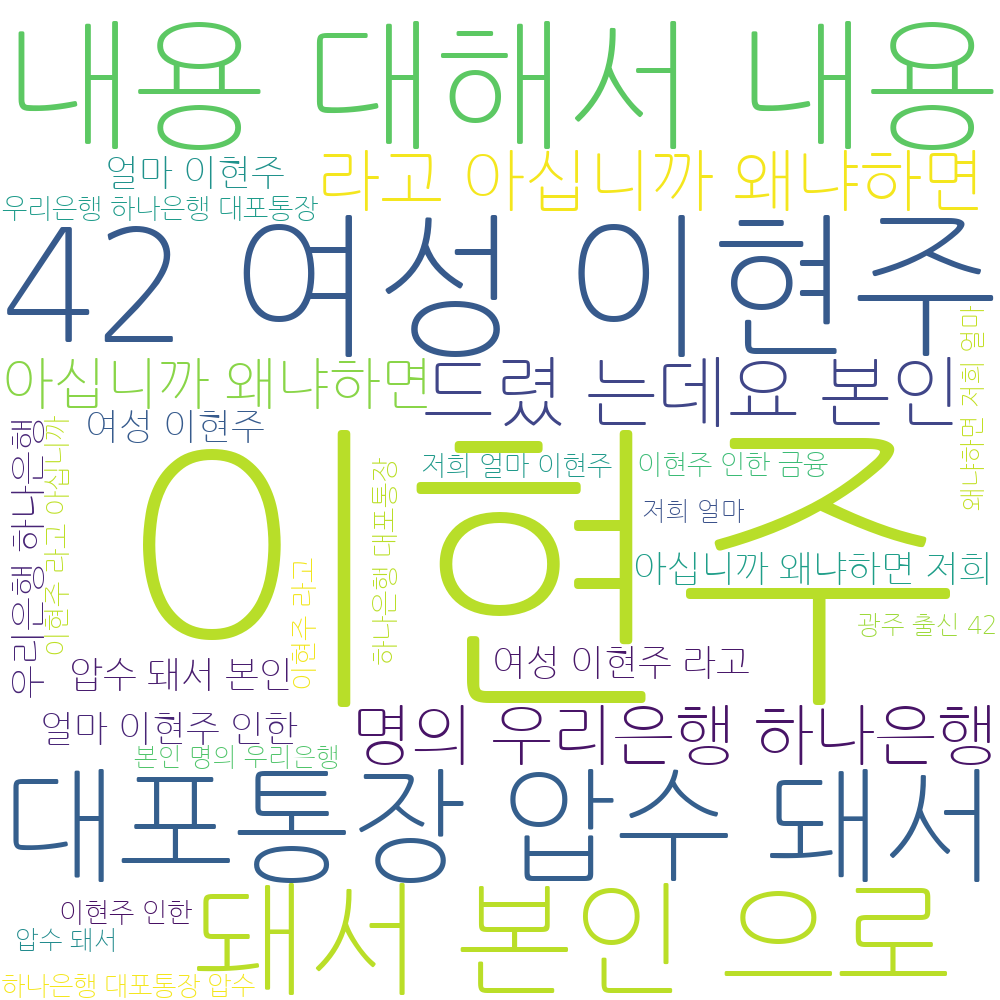 내용 대해서 내용
얼마 이현주
라고 아십니까 왜냐하면
우리은행 하나은행 대포통장
42 여성 이현주
왜냐하면 저희 얼마
아십니까 왜냐하면
드렸 는데요 본인
여성 이현주
우리은행 하나은행
이현주 라고 아십니까
이현주
저희 얼마 이현주
이현주 인한 금융
하나은행 대포통장
저희 얼마
아십니까 왜냐하면 저희
이현주 라고
광주 출신 42
여성 이현주 라고
압수 돼서 본인
얼마 이현주 인한
명의 우리은행 하나은행
본인 명의 우리은행
대포통장 압수 돼서
돼서 본인 으로
이현주 인한
압수 돼서
하나은행 대포통장 압수